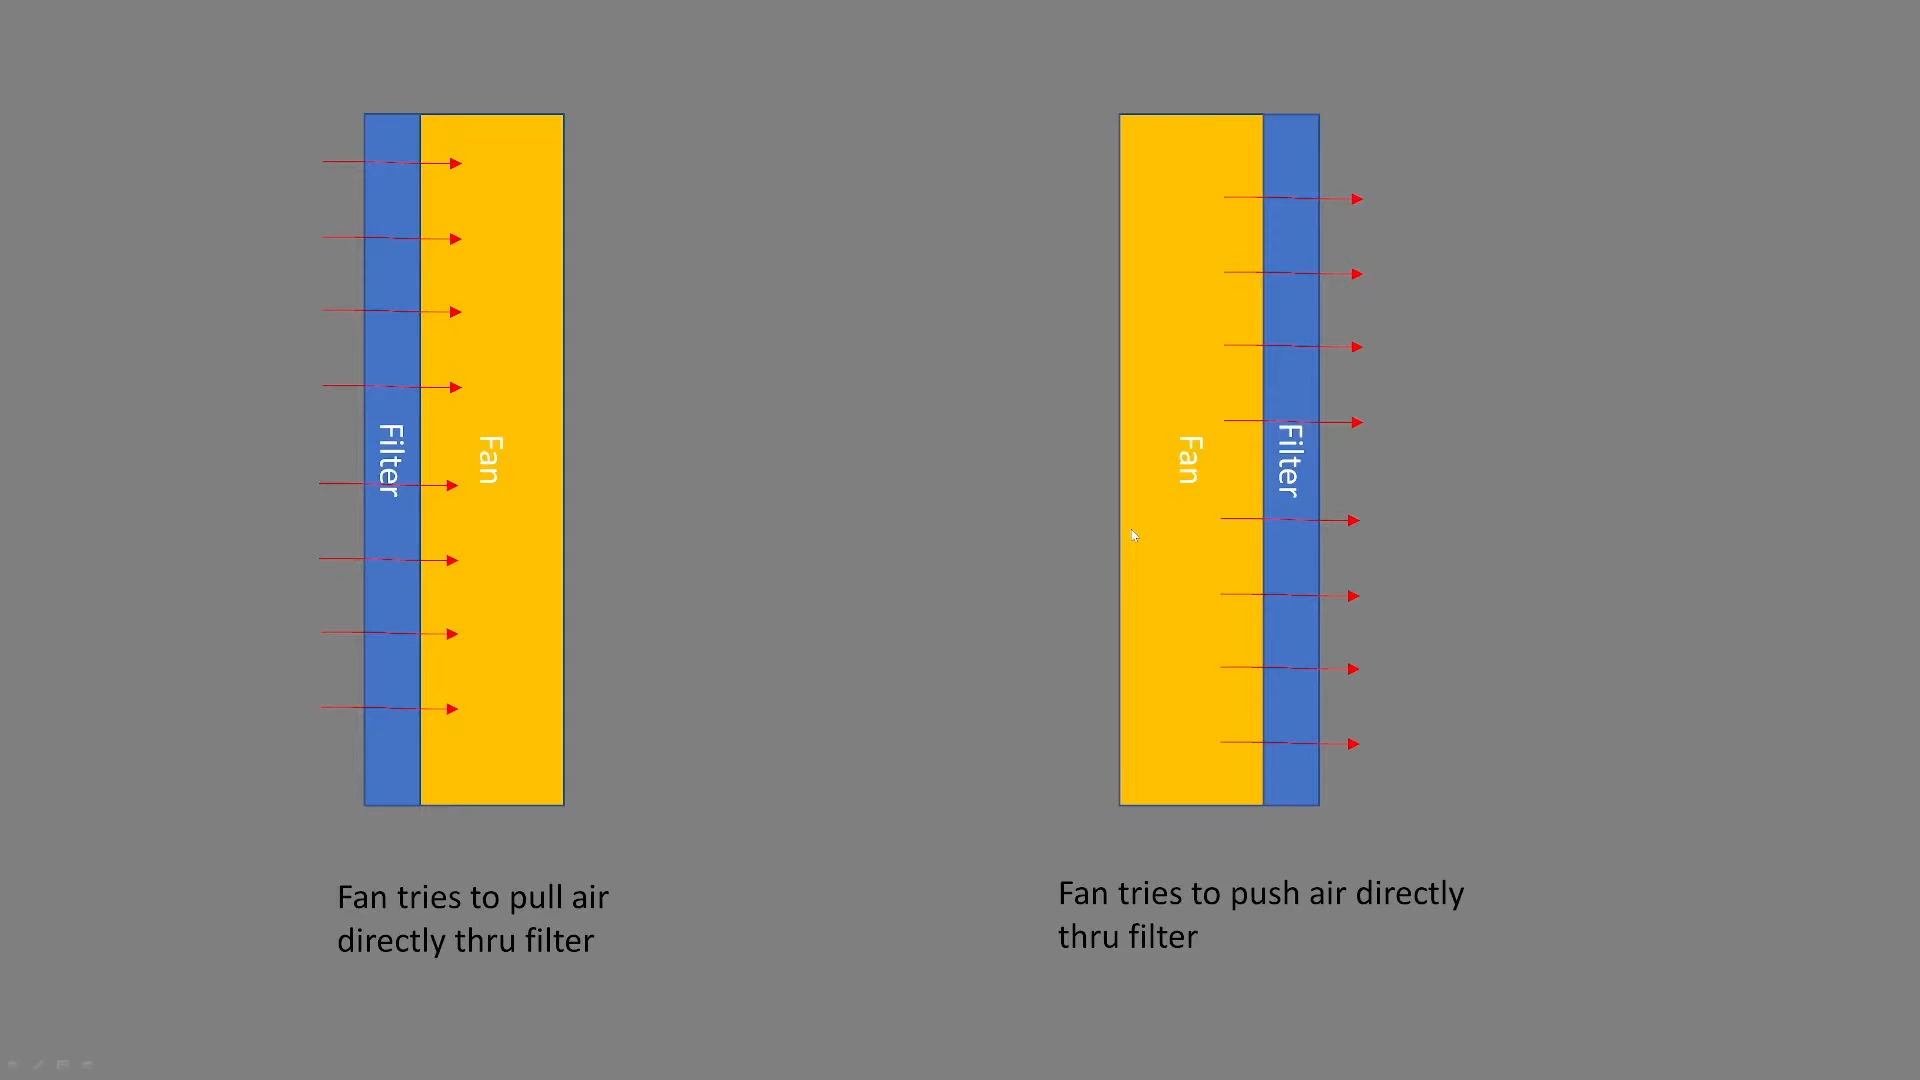 Filter
Fan
Fan
Filter
Fan tries to pull air
directly thru filter
Fan tries to push air directly
thru filter